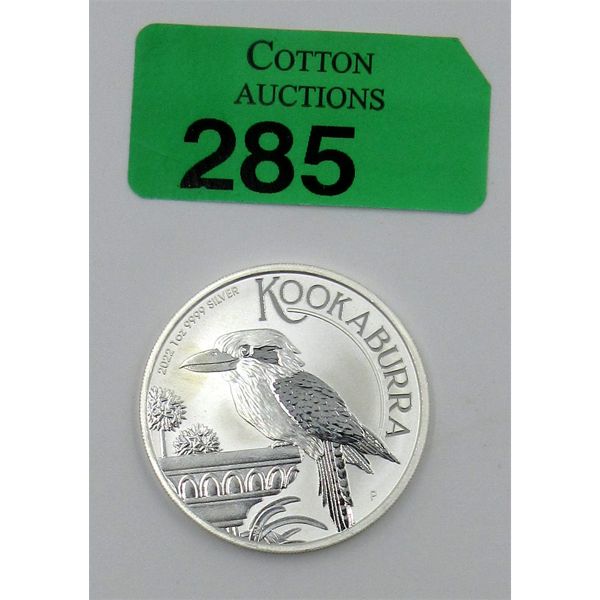 COTTON
AUCTIONS
285
2022 1oz 9999 SILVER
KOOKABURRA
P